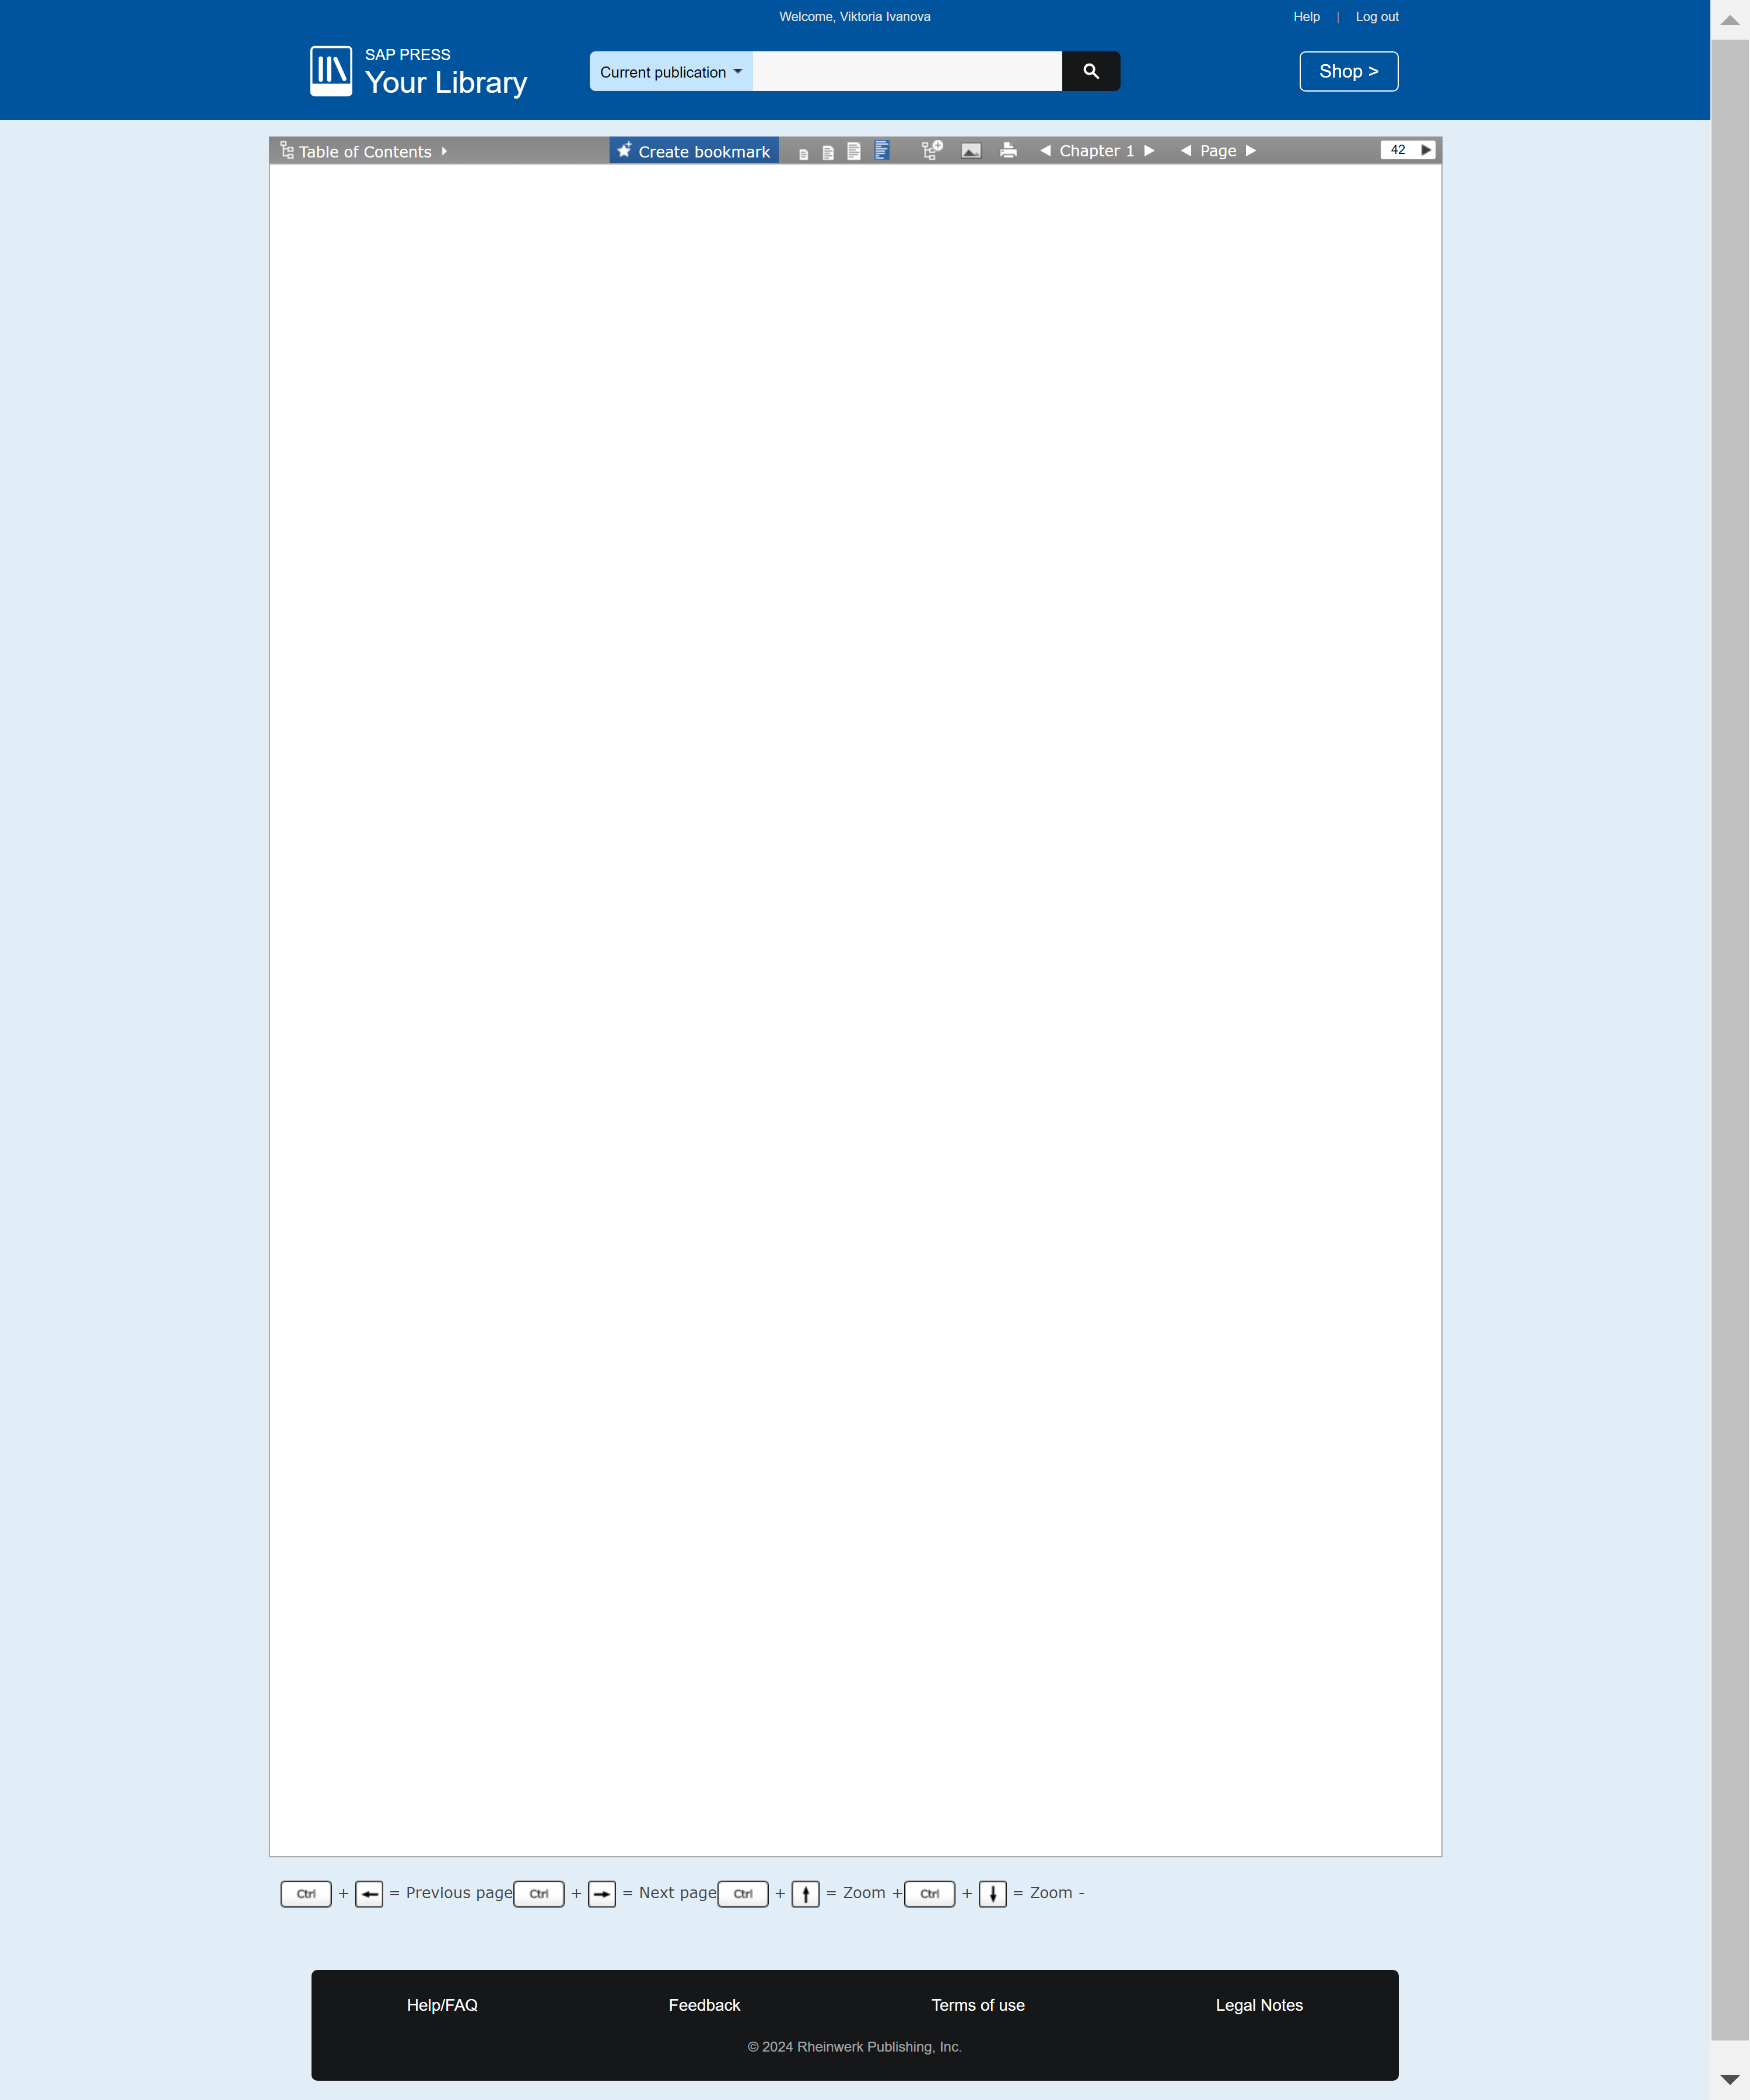 Welcome, Viktoria Ivanova
Help | Log out
SAP PRESS
Your Library
Current publication
Shop >
Table of Contents
Create bookmark
Chapter 1
Page
42
Ctrl + = Previous page Ctrl + = Next page Ctrl + = Zoom + Ctrl + = Zoom -
Help/FAQ
Feedback
Terms of use
Legal Notes
© 2024 Rheinwerk Publishing, Inc.